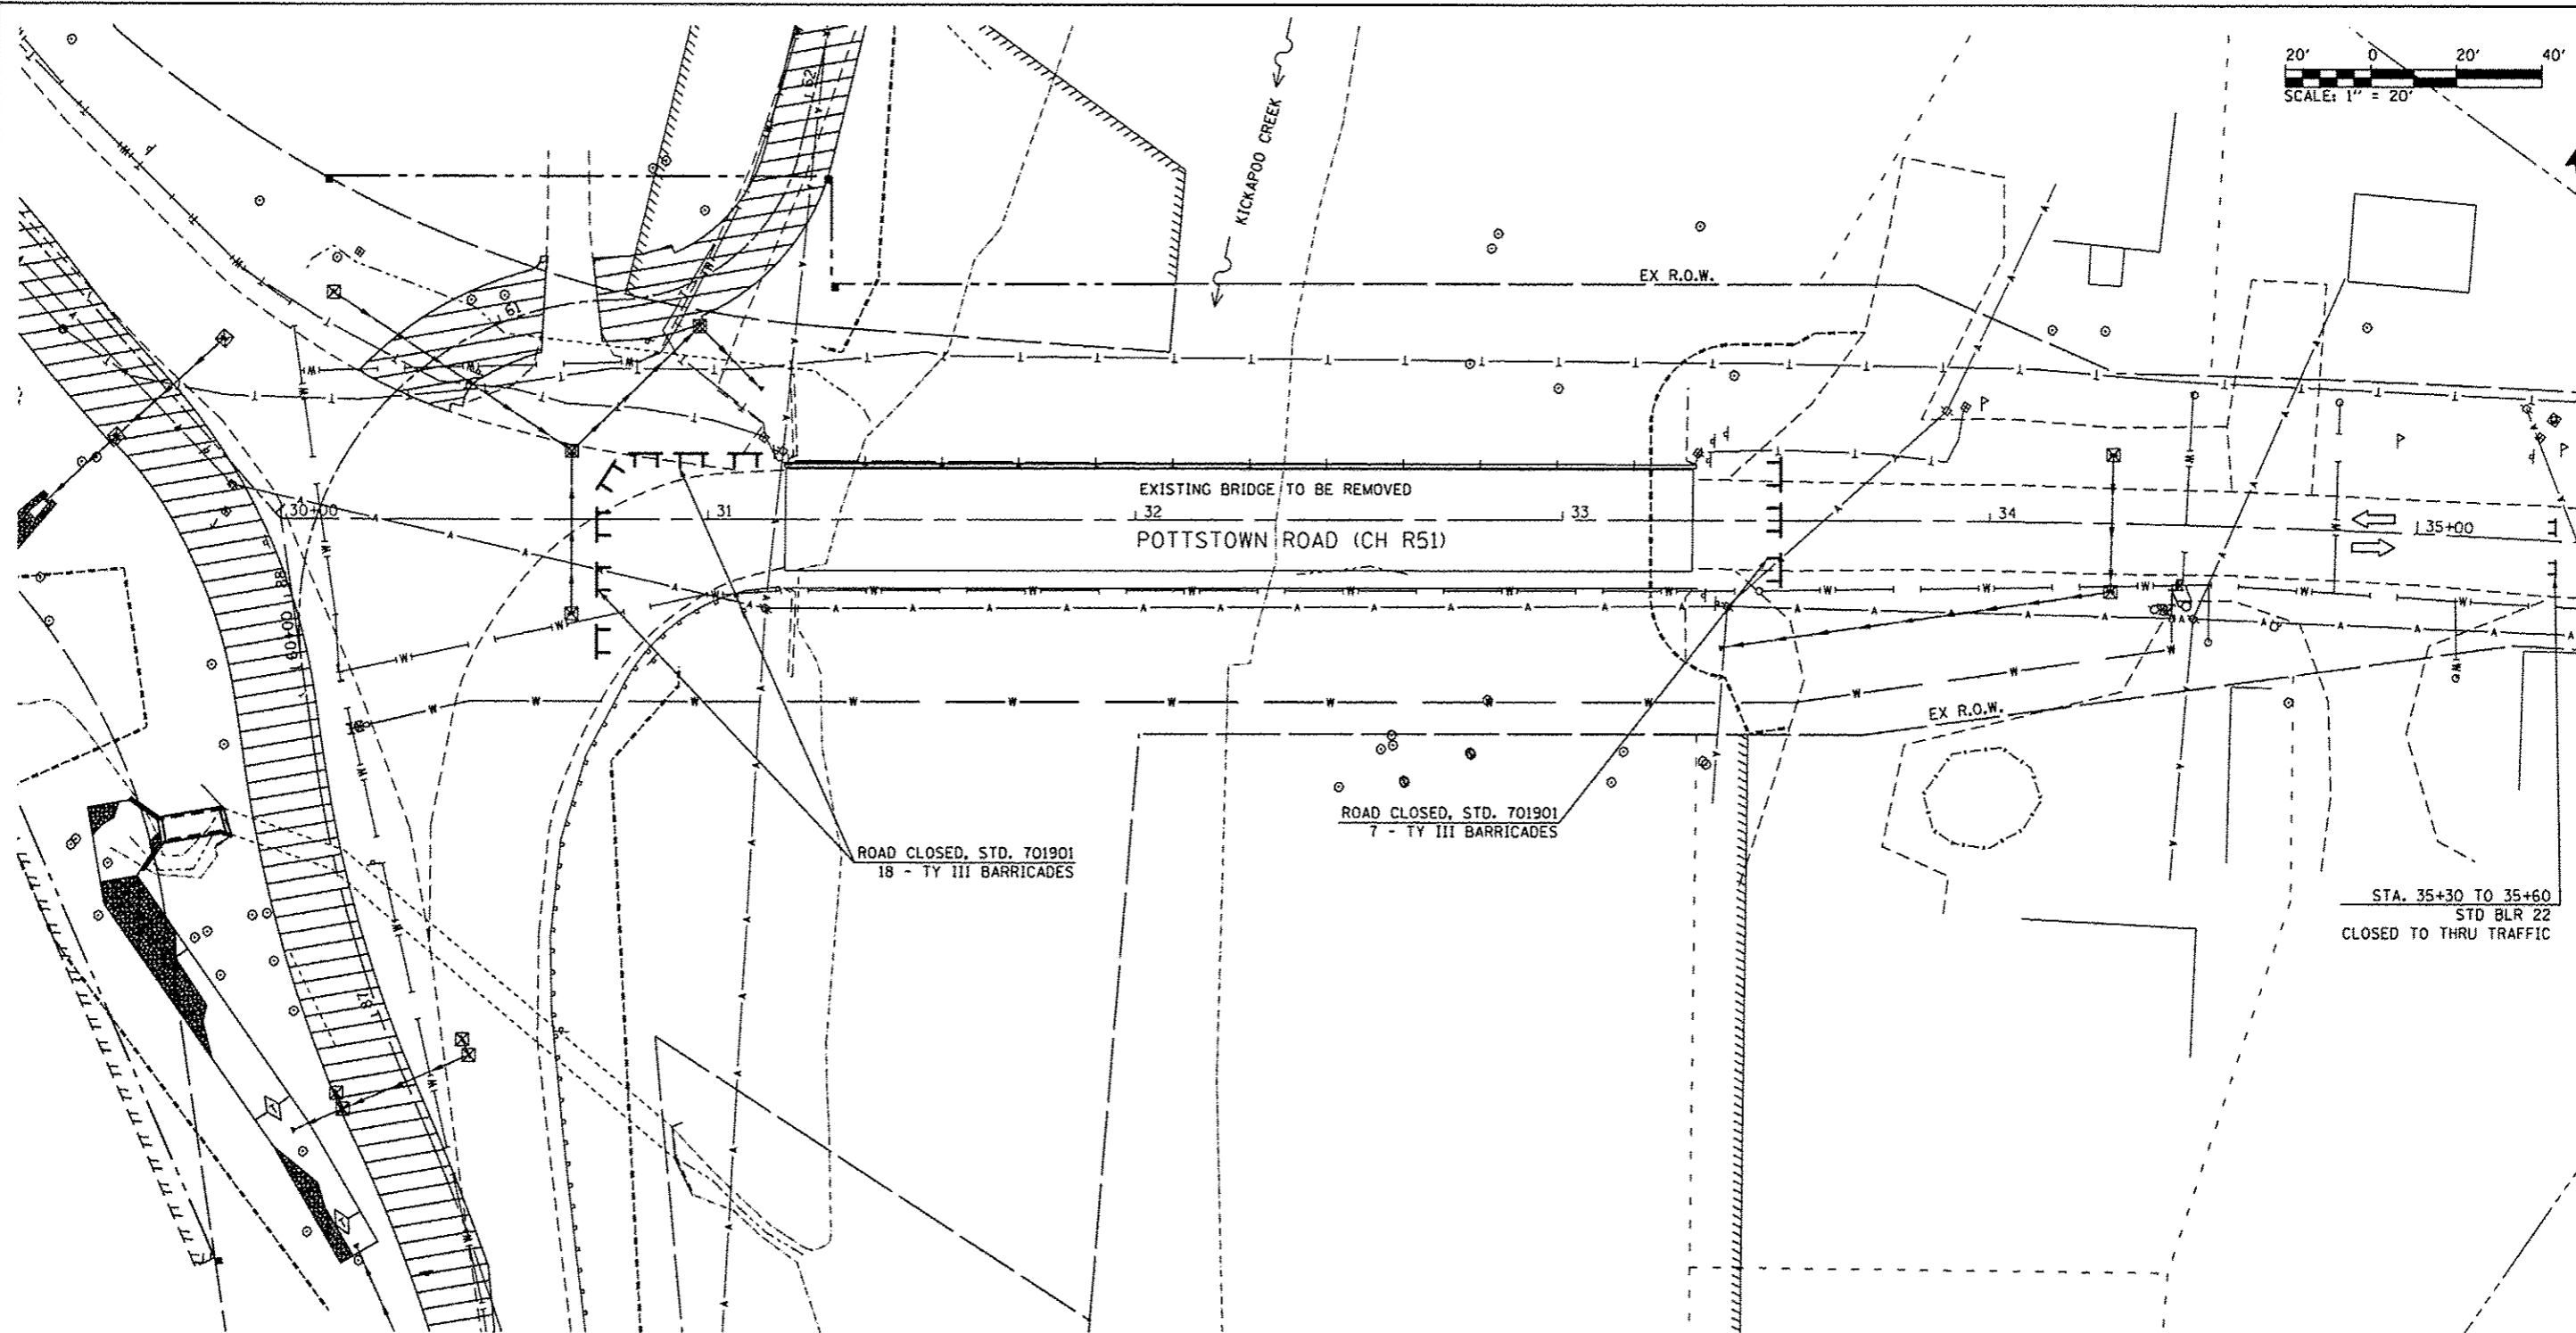 20' 0 20' 40'
SCALE: 1" = 20'
KICKAPOO CREEK
EX R.O.W.
EXISTING BRIDGE TO BE REMOVED
30+00 31 32 33 34 35+00
POTTSTOWN ROAD (CH R51)
EX R.O.W.
ROAD CLOSED, STD. 701901
7 - TY III BARRICADES
ROAD CLOSED, STD. 701901
18 - TY III BARRICADES
STA. 35+30 TO 35+60
STD BLR 22
CLOSED TO THRU TRAFFIC